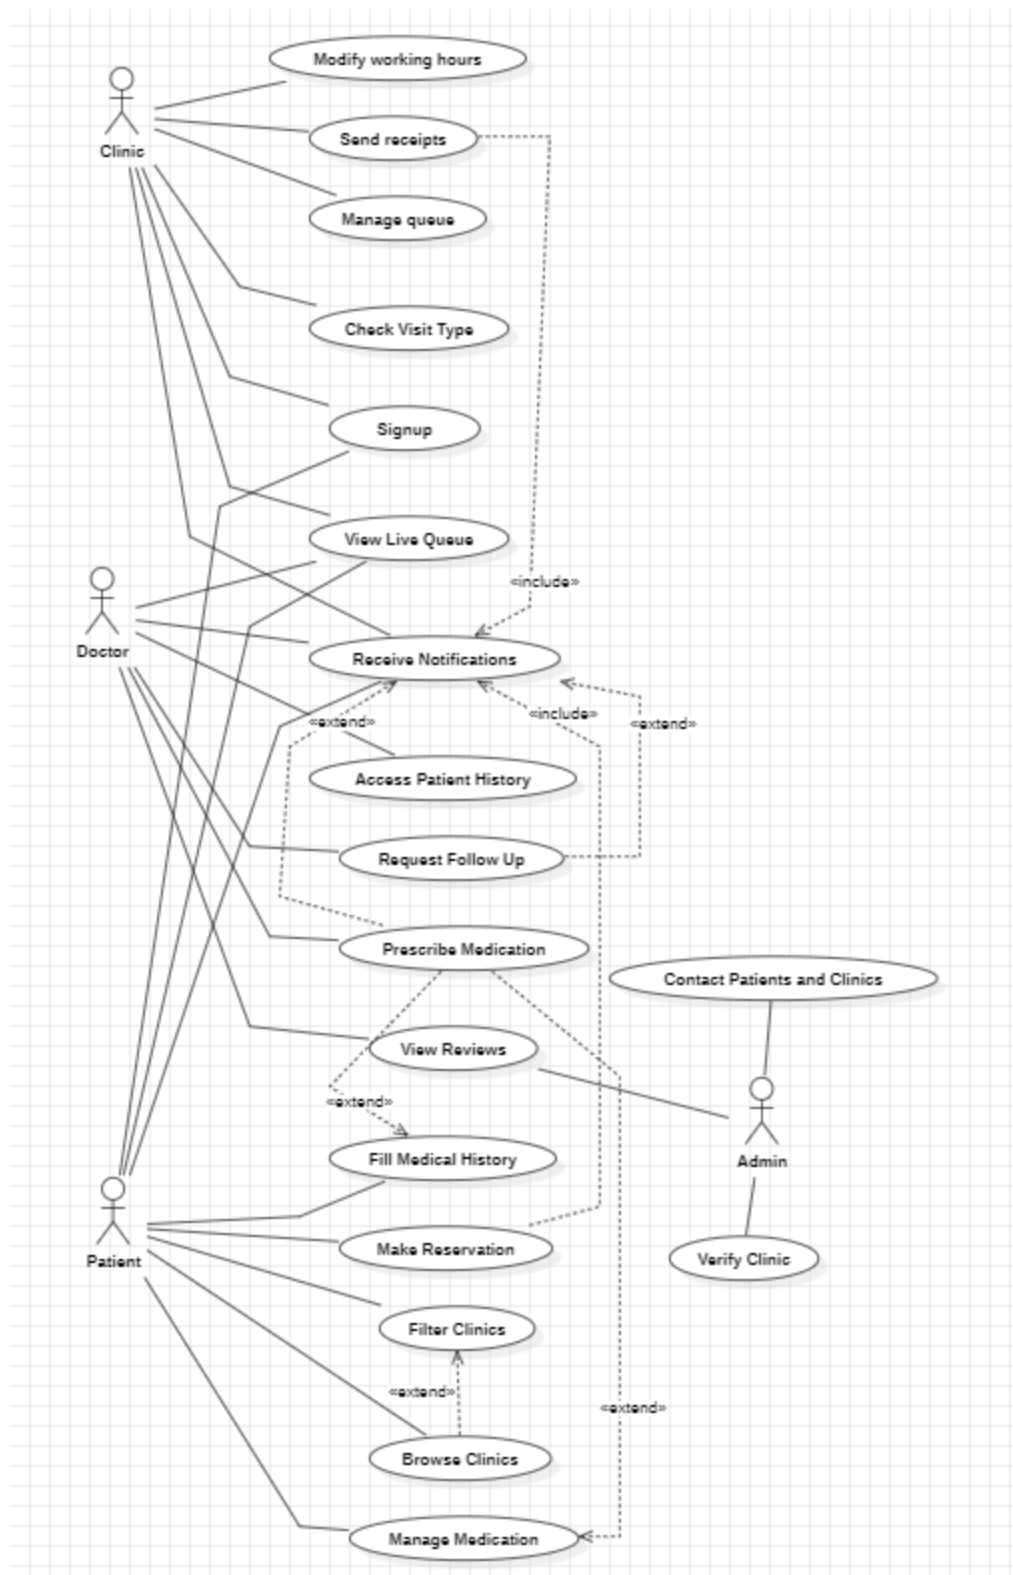 Modify working hours
Clinic
Send receipts
Manage queue
Check Visit Type
Signup
View Live Queue
«include»
Doctor
Receive Notifications
«extend»
«include»
«extend»
Access Patient History
Request Follow Up
Prescribe Medication
Contact Patients and Clinics
View Reviews
«extend»
Fill Medical History
Admin
Make Reservation
Patient
Verify Clinic
Filter Clinics
«extend»
«extend»
Browse Clinics
Manage Medication